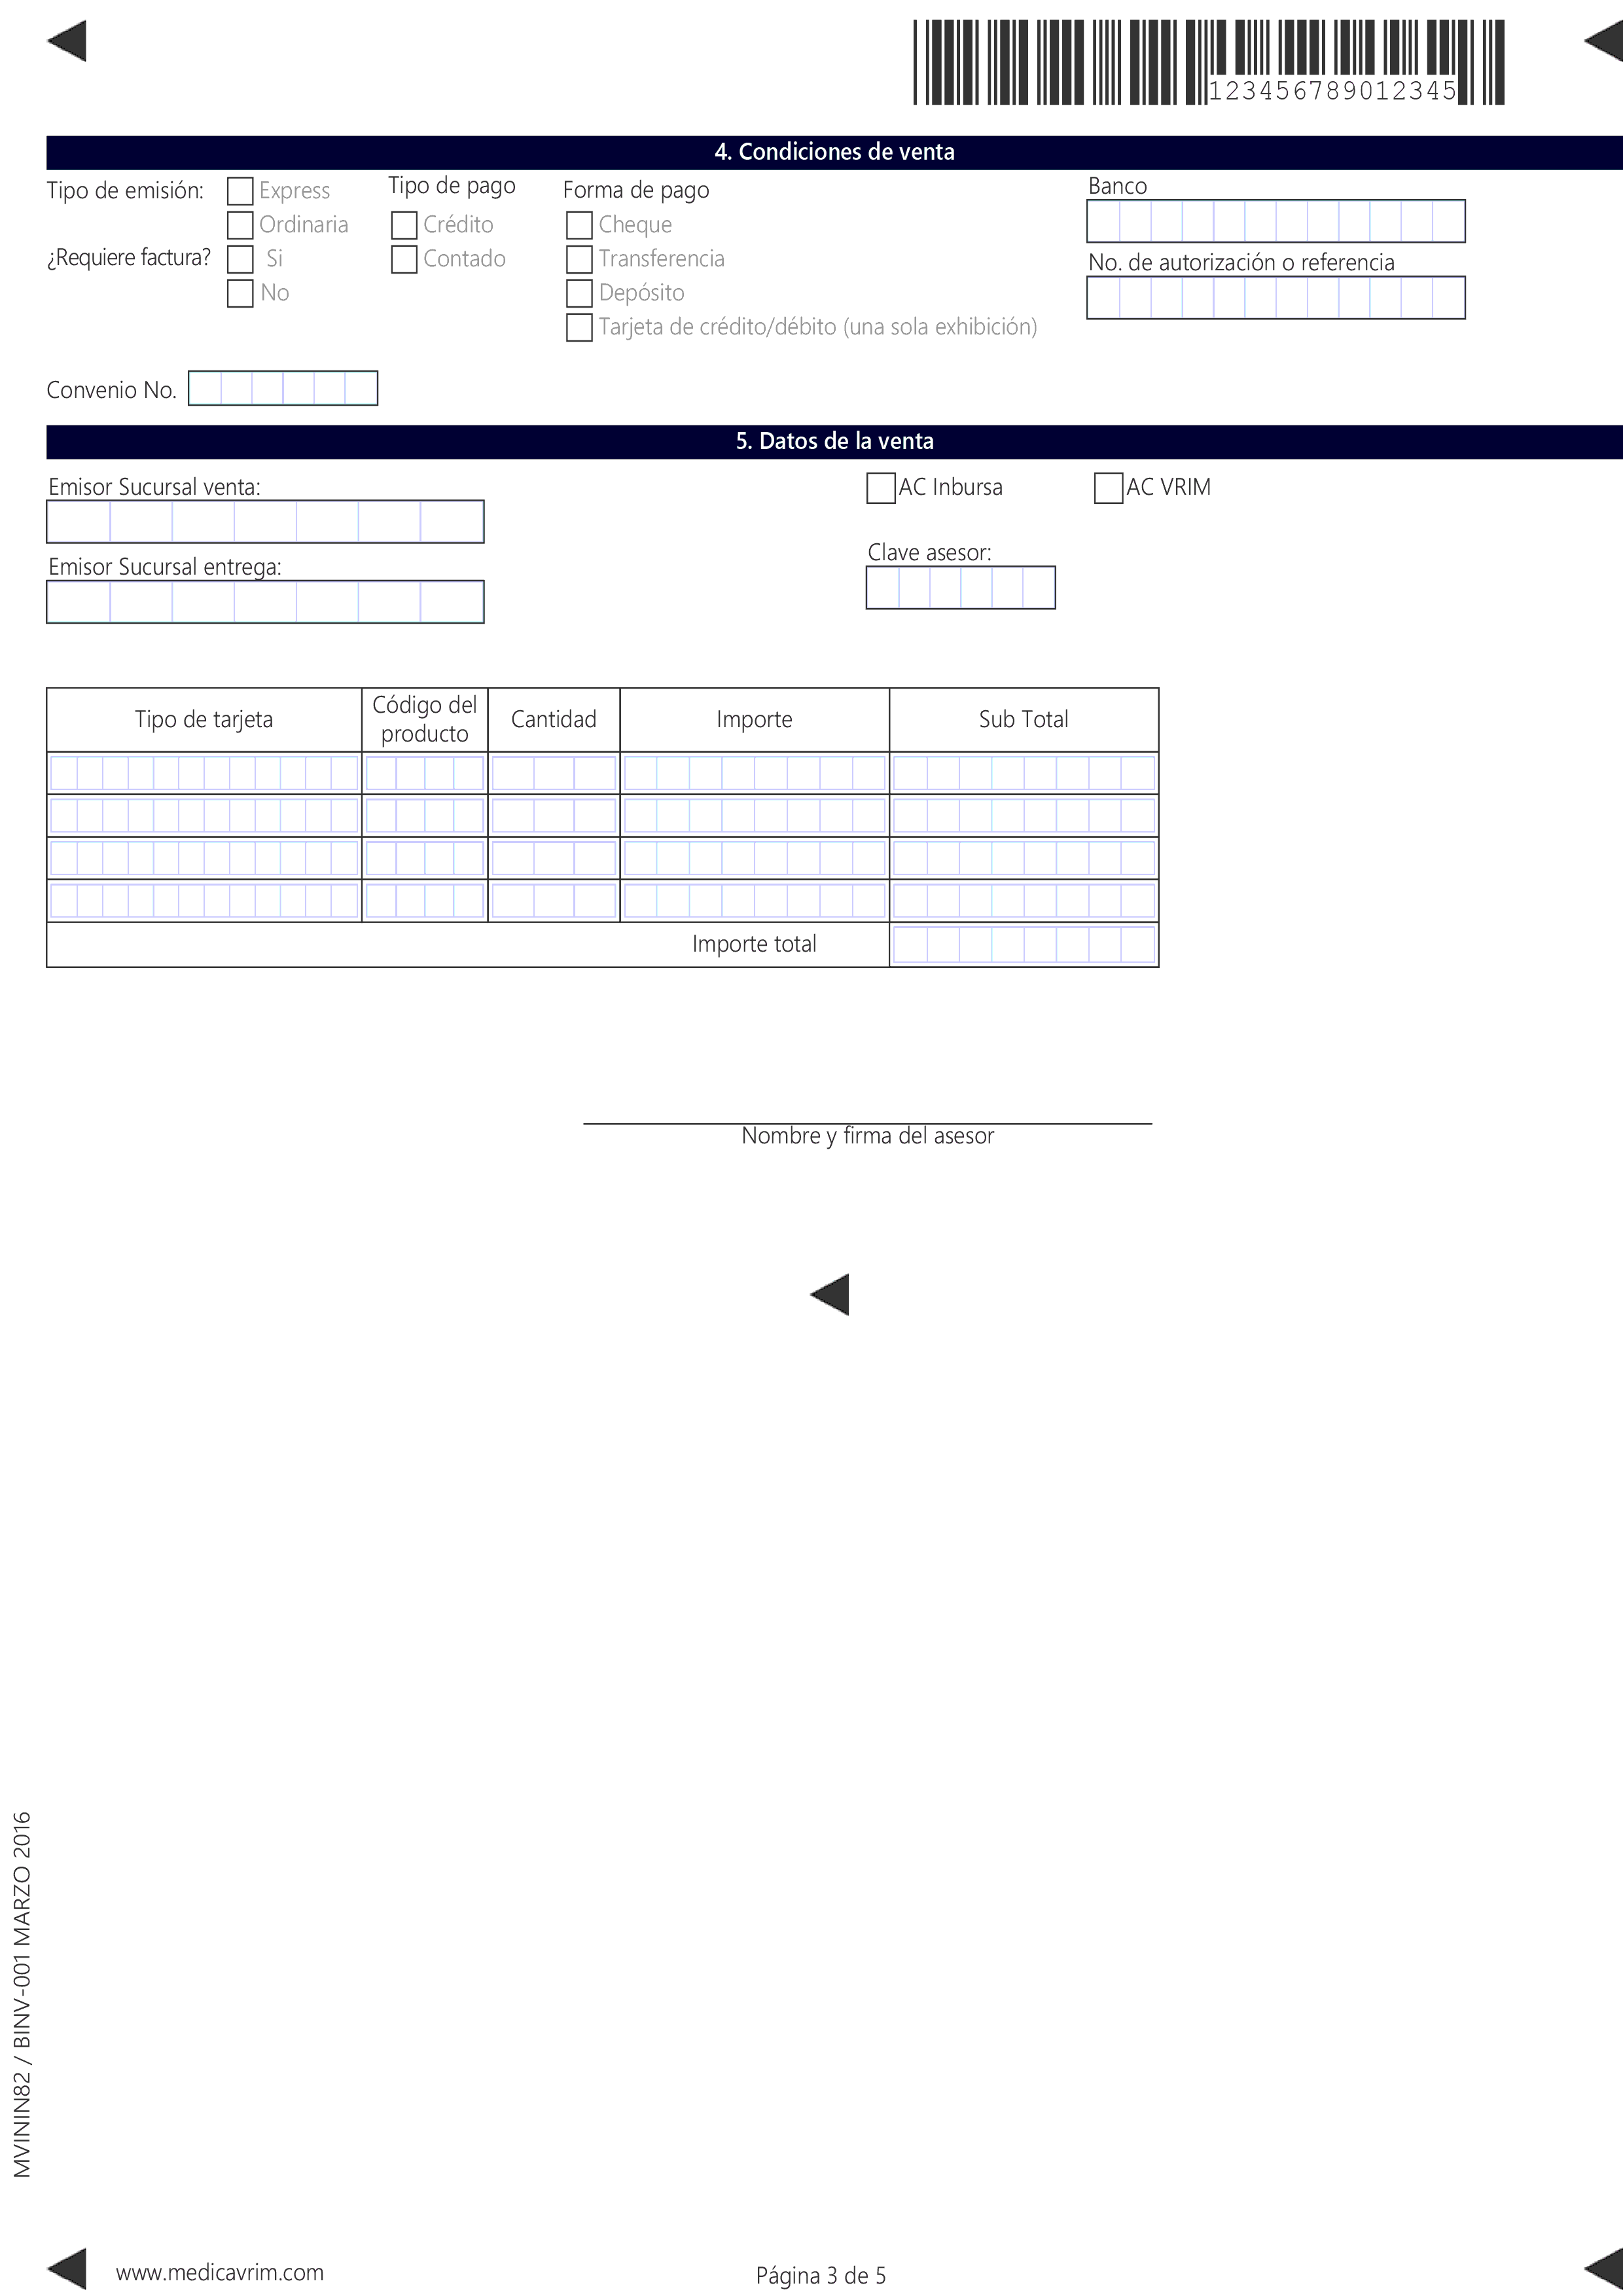 123456789012345
4. Condiciones de venta
Tipo de emisión:
Express
Ordinaria
¿Requiere factura?
Si
No
Tipo de pago
Crédito
Contado
Forma de pago
Cheque
Transferencia
Depósito
Tarjeta de crédito/débito (una sola exhibición)
Banco
No. de autorización o referencia
Convenio No.
5. Datos de la venta
Emisor Sucursal venta:
Emisor Sucursal entrega:
AC Inbursa
AC VRIM
Clave asesor:
Tipo de tarjeta
Código del
producto
Cantidad
Importe
Sub Total
Importe total
Nombre y firma del asesor
MVININ82 / BINV-001 MARZO 2016
www.medicavrim.com
Página 3 de 5